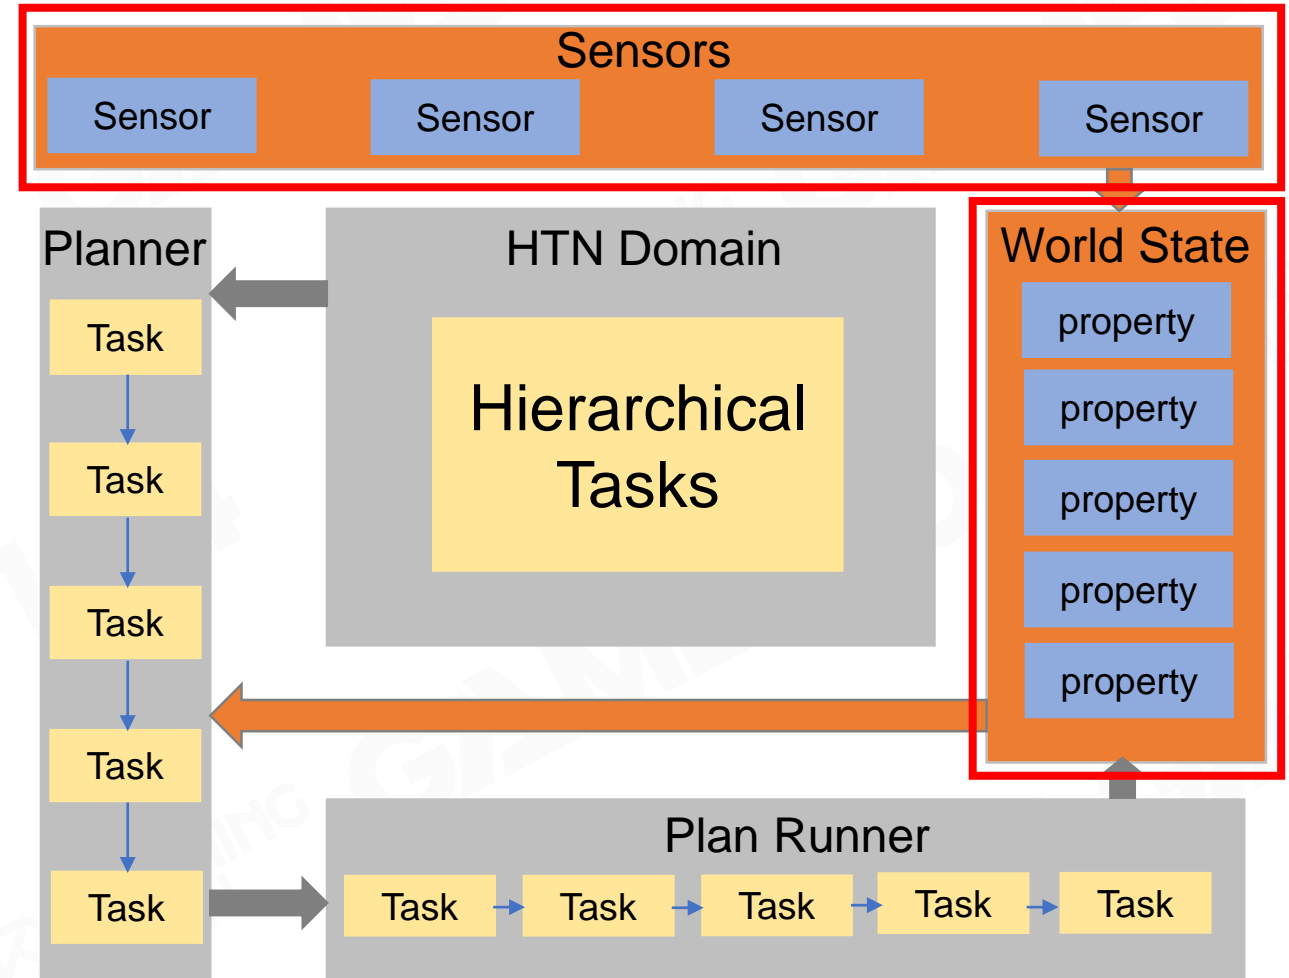 Sensors
Sensor
Sensor
Sensor
Sensor
Planner
Task
Task
Task
Task
Task
HTN Domain
Hierarchical
Tasks
World State
property
property
property
property
property
Plan Runner
Task
Task
Task
Task
Task